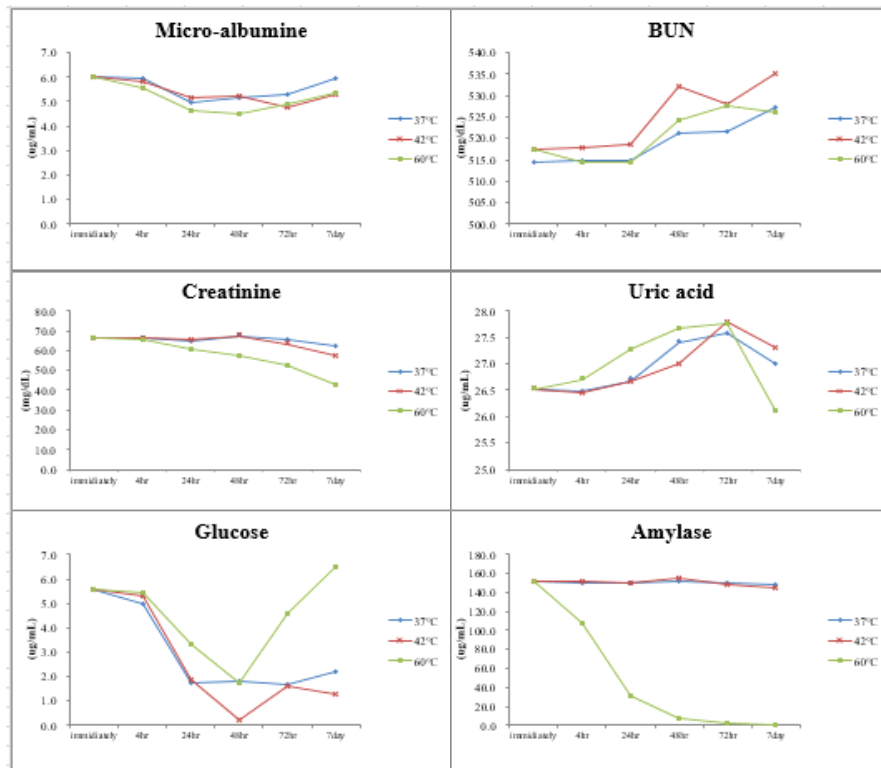 Micro-albumine
7.0
6.0
5.0
4.0
3.0
2.0
1.0
0.0
(ug/mL)
immidiately 4hr 24hr 48hr 72hr 7day
37°C
42°C
60°C
BUN
540.0
535.0
530.0
525.0
520.0
515.0
510.0
505.0
500.0
(mg/dL)
immidiately 4hr 24hr 48hr 72hr 7day
37°C
42°C
60°C
Creatinine
80.0
70.0
60.0
50.0
40.0
30.0
20.0
10.0
0.0
(mg/dL)
immidiately 4hr 24hr 48hr 72hr 7day
37°C
42°C
60°C
Uric acid
28.0
27.5
27.0
26.5
26.0
25.5
25.0
(ug/mL)
immidiately 4hr 24hr 48hr 72hr 7day
37°C
42°C
60°C
Glucose
7.0
6.0
5.0
4.0
3.0
2.0
1.0
0.0
(ug/mL)
immidiately 4hr 24hr 48hr 72hr 7day
37°C
42°C
60°C
Amylase
180.0
160.0
140.0
120.0
100.0
80.0
60.0
40.0
20.0
0.0
(ug/mL)
immidiately 4hr 24hr 48hr 72hr 7day
37°C
42°C
60°C